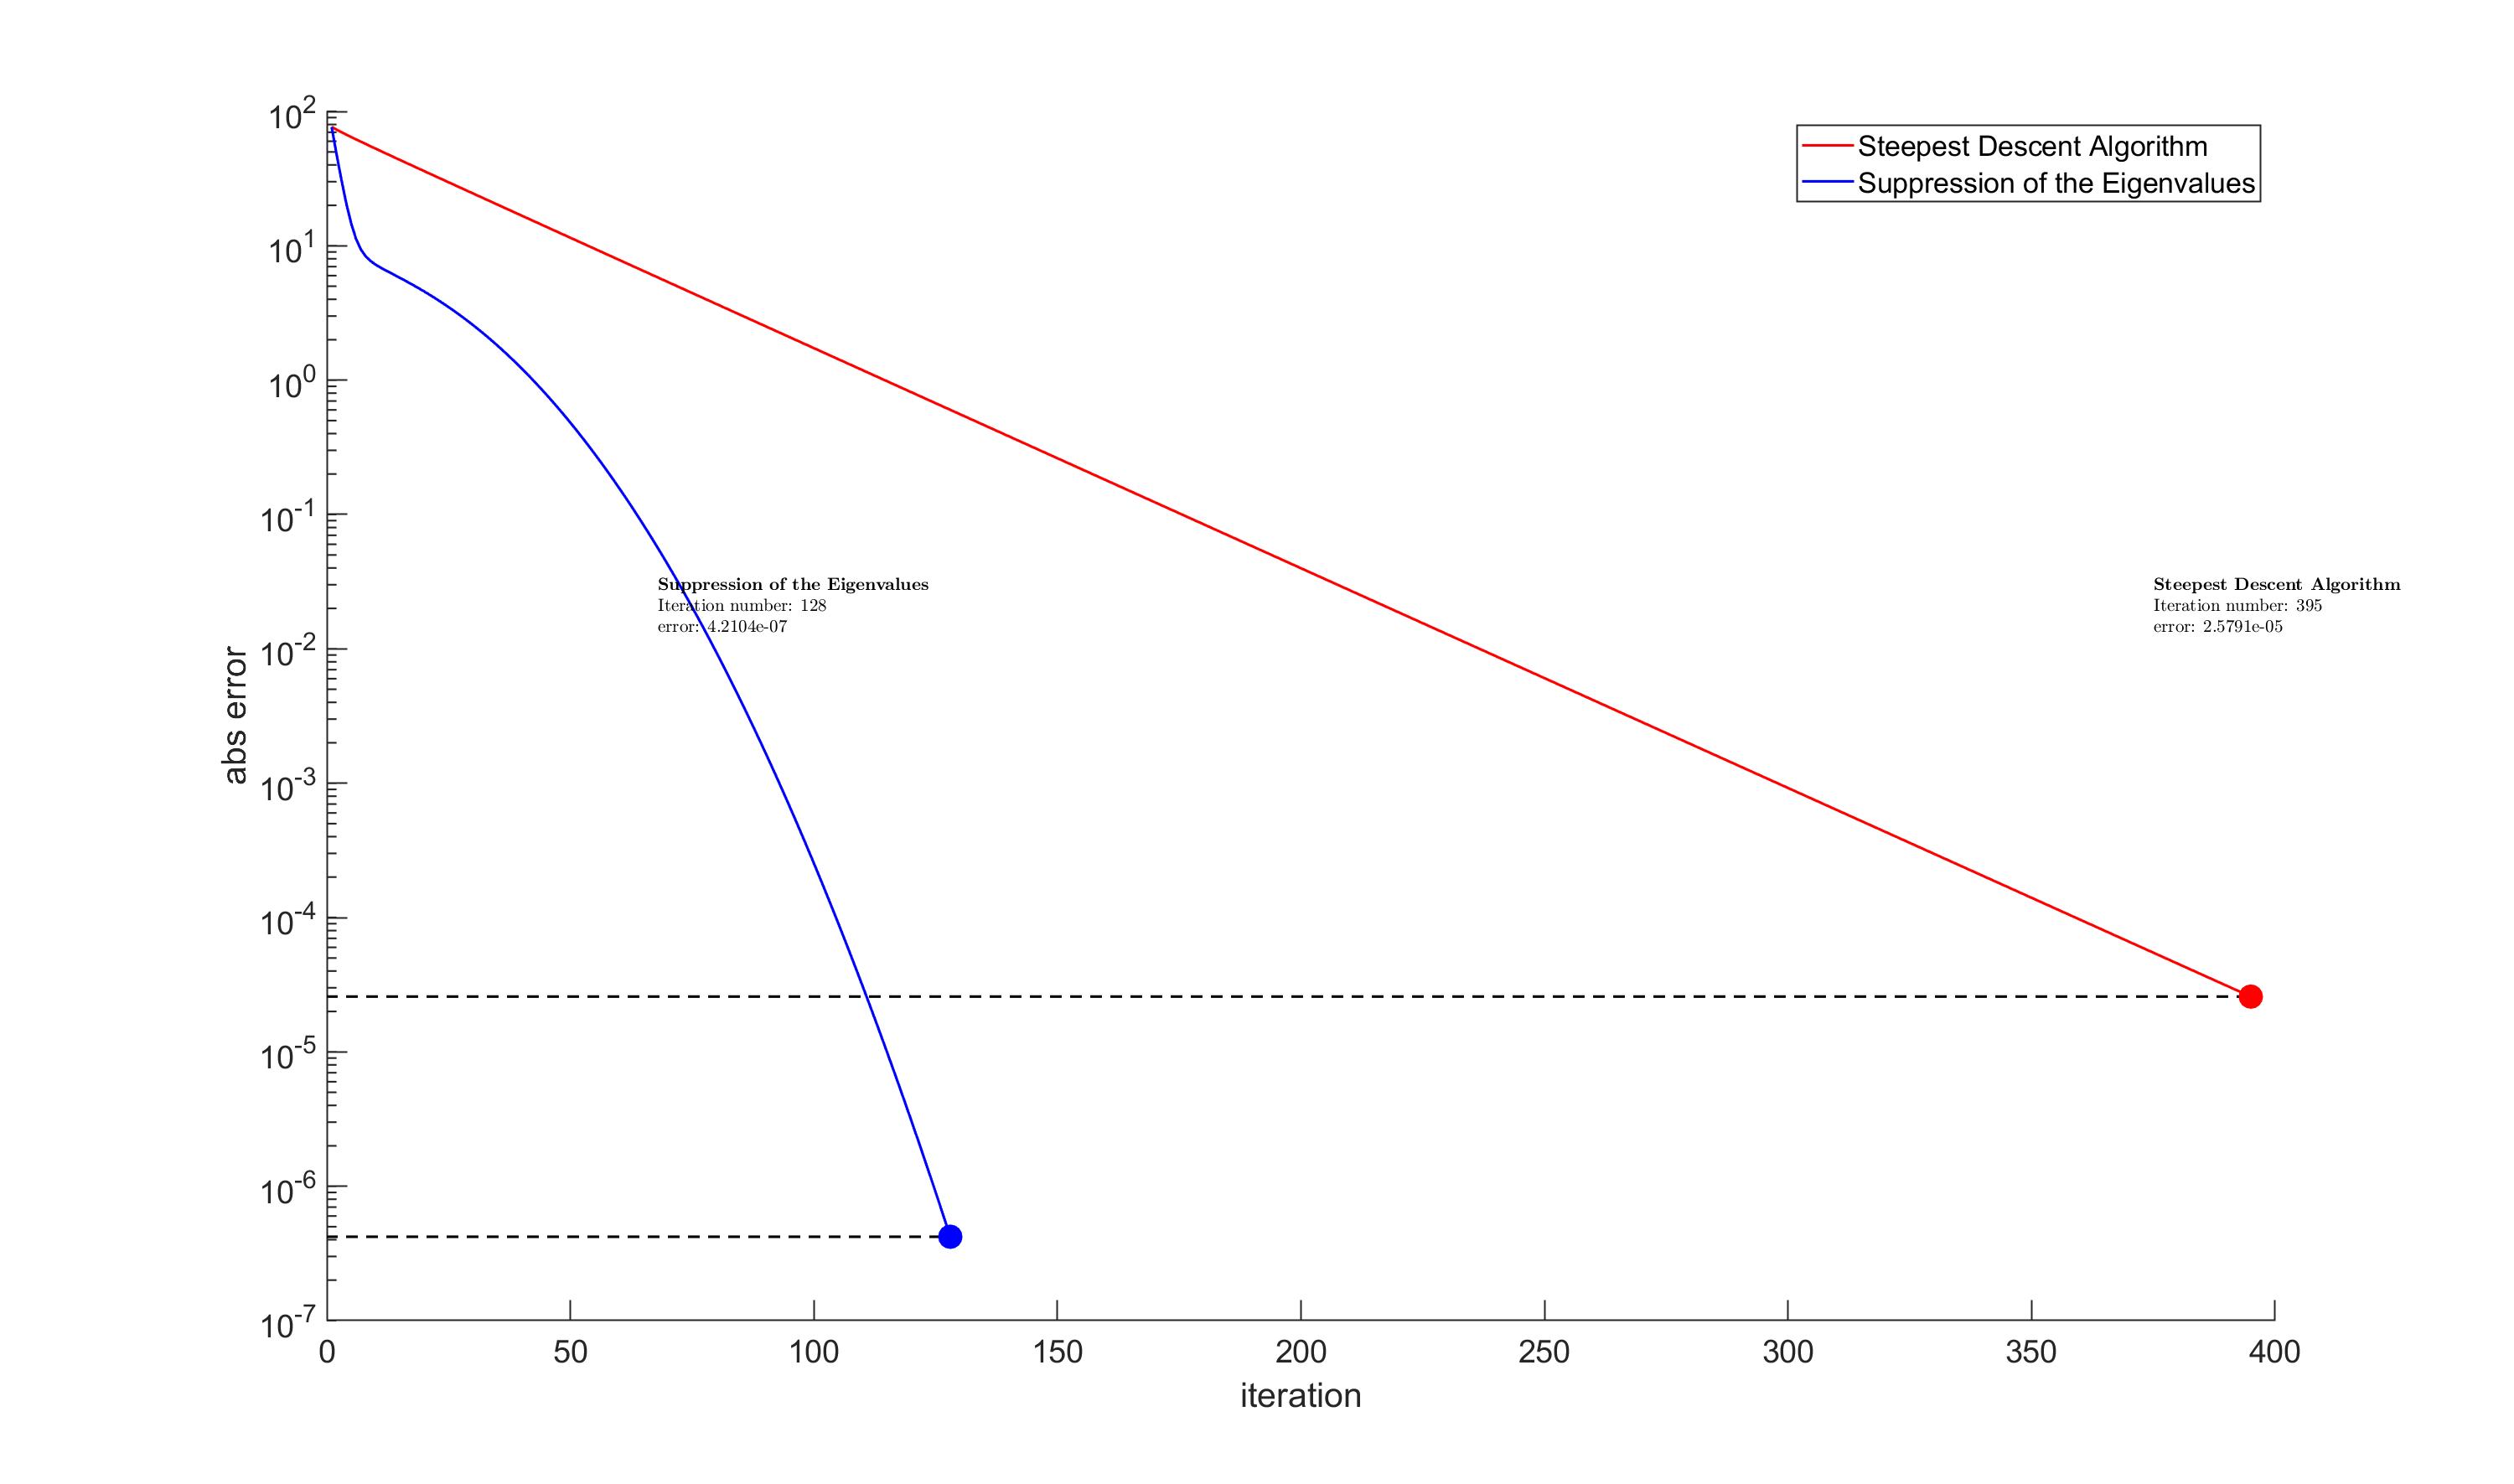 10^2
10^1
10^0
10^-1
10^-2
10^-3
10^-4
10^-5
10^-6
10^-7
abs error
Steepest Descent Algorithm
Suppression of the Eigenvalues
Suppression of the Eigenvalues
Iteration number: 128
error: 4.2104e-07
Steepest Descent Algorithm
Iteration number: 395
error: 2.5791e-05
0 50 100 150 200 250 300 350 400
iteration